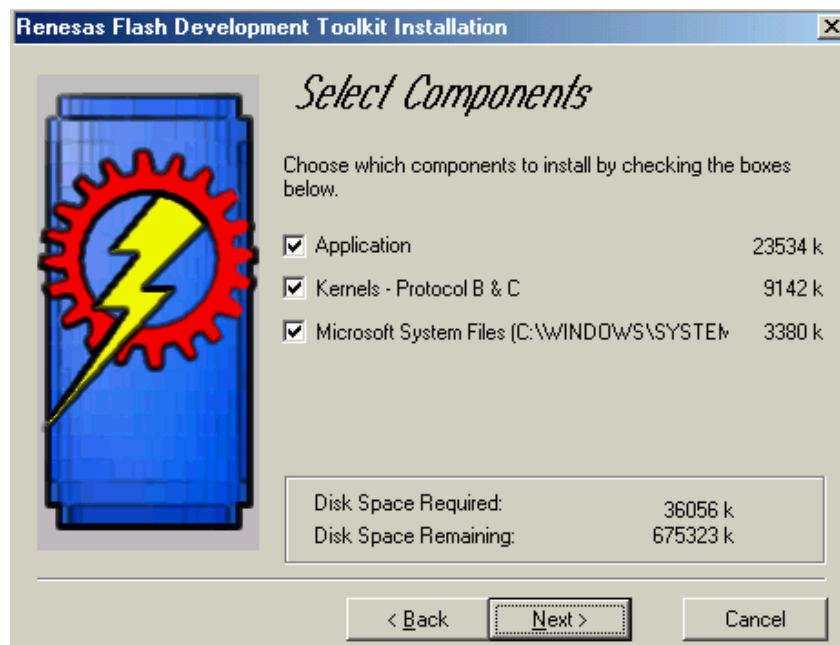 Renesas Flash Development Toolkit Installation
Select Components
Choose which components to install by checking the boxes
below.
Application 23534 k
Kernels - Protocol B & C 9142 k
Microsoft System Files (C:\WINDOWS\SYSTEM 3380 k
Disk Space Required: 36056 k
Disk Space Remaining: 675323 k
< Back Next > Cancel